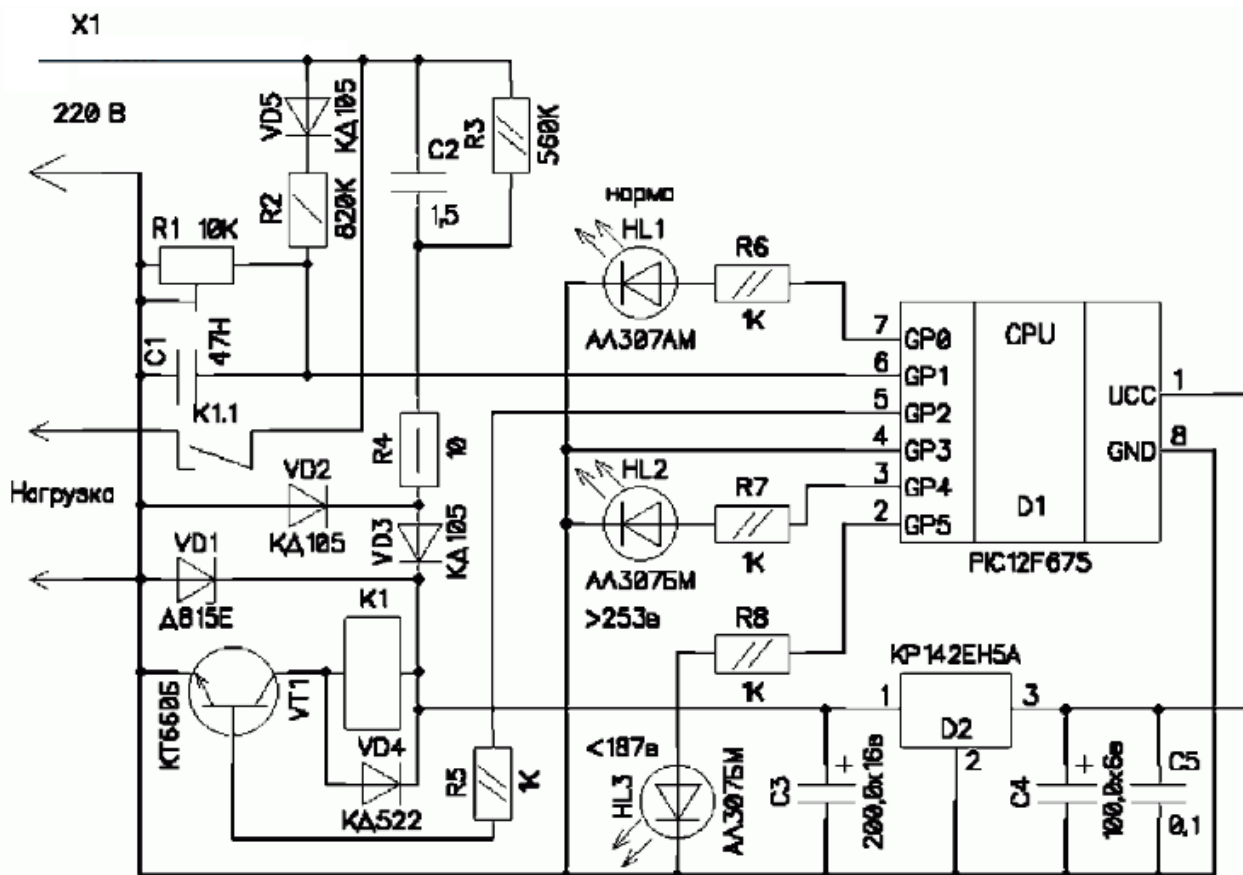 X1
220 В
VD5
КД105
R2
820К
C2
1,5
R3
560К
R1 10К
C1
47Н
К1.1
Нагрузка
R4
10
VD2
КД105
VD3
КД105
VD1
Д815Е
К1
КТ660Б
VT1
VD4
КД522
R5
1К
норма
HL1
АЛ307АМ
R6
1К
HL2
АЛ307БМ
>253в
R7
1К
R8
1К
<187в
HL3
АЛ307БМ
7 GP0
6 GP1
5 GP2
4 GP3
3 GP4
2 GP5
CPU
D1
UCC 1
GND 8
PIC12F675
КР142ЕН5А
1
D2
3
2
C3
+
200,0х16в
C4
+
100,0х6в
C5
0,1